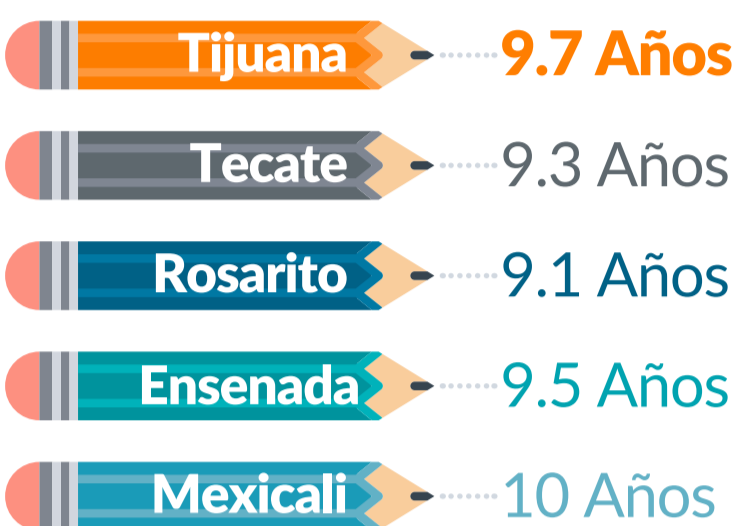 Tijuana 9.7 Años
Tecate 9.3 Años
Rosarito 9.1 Años
Ensenada 9.5 Años
Mexicali 10 Años